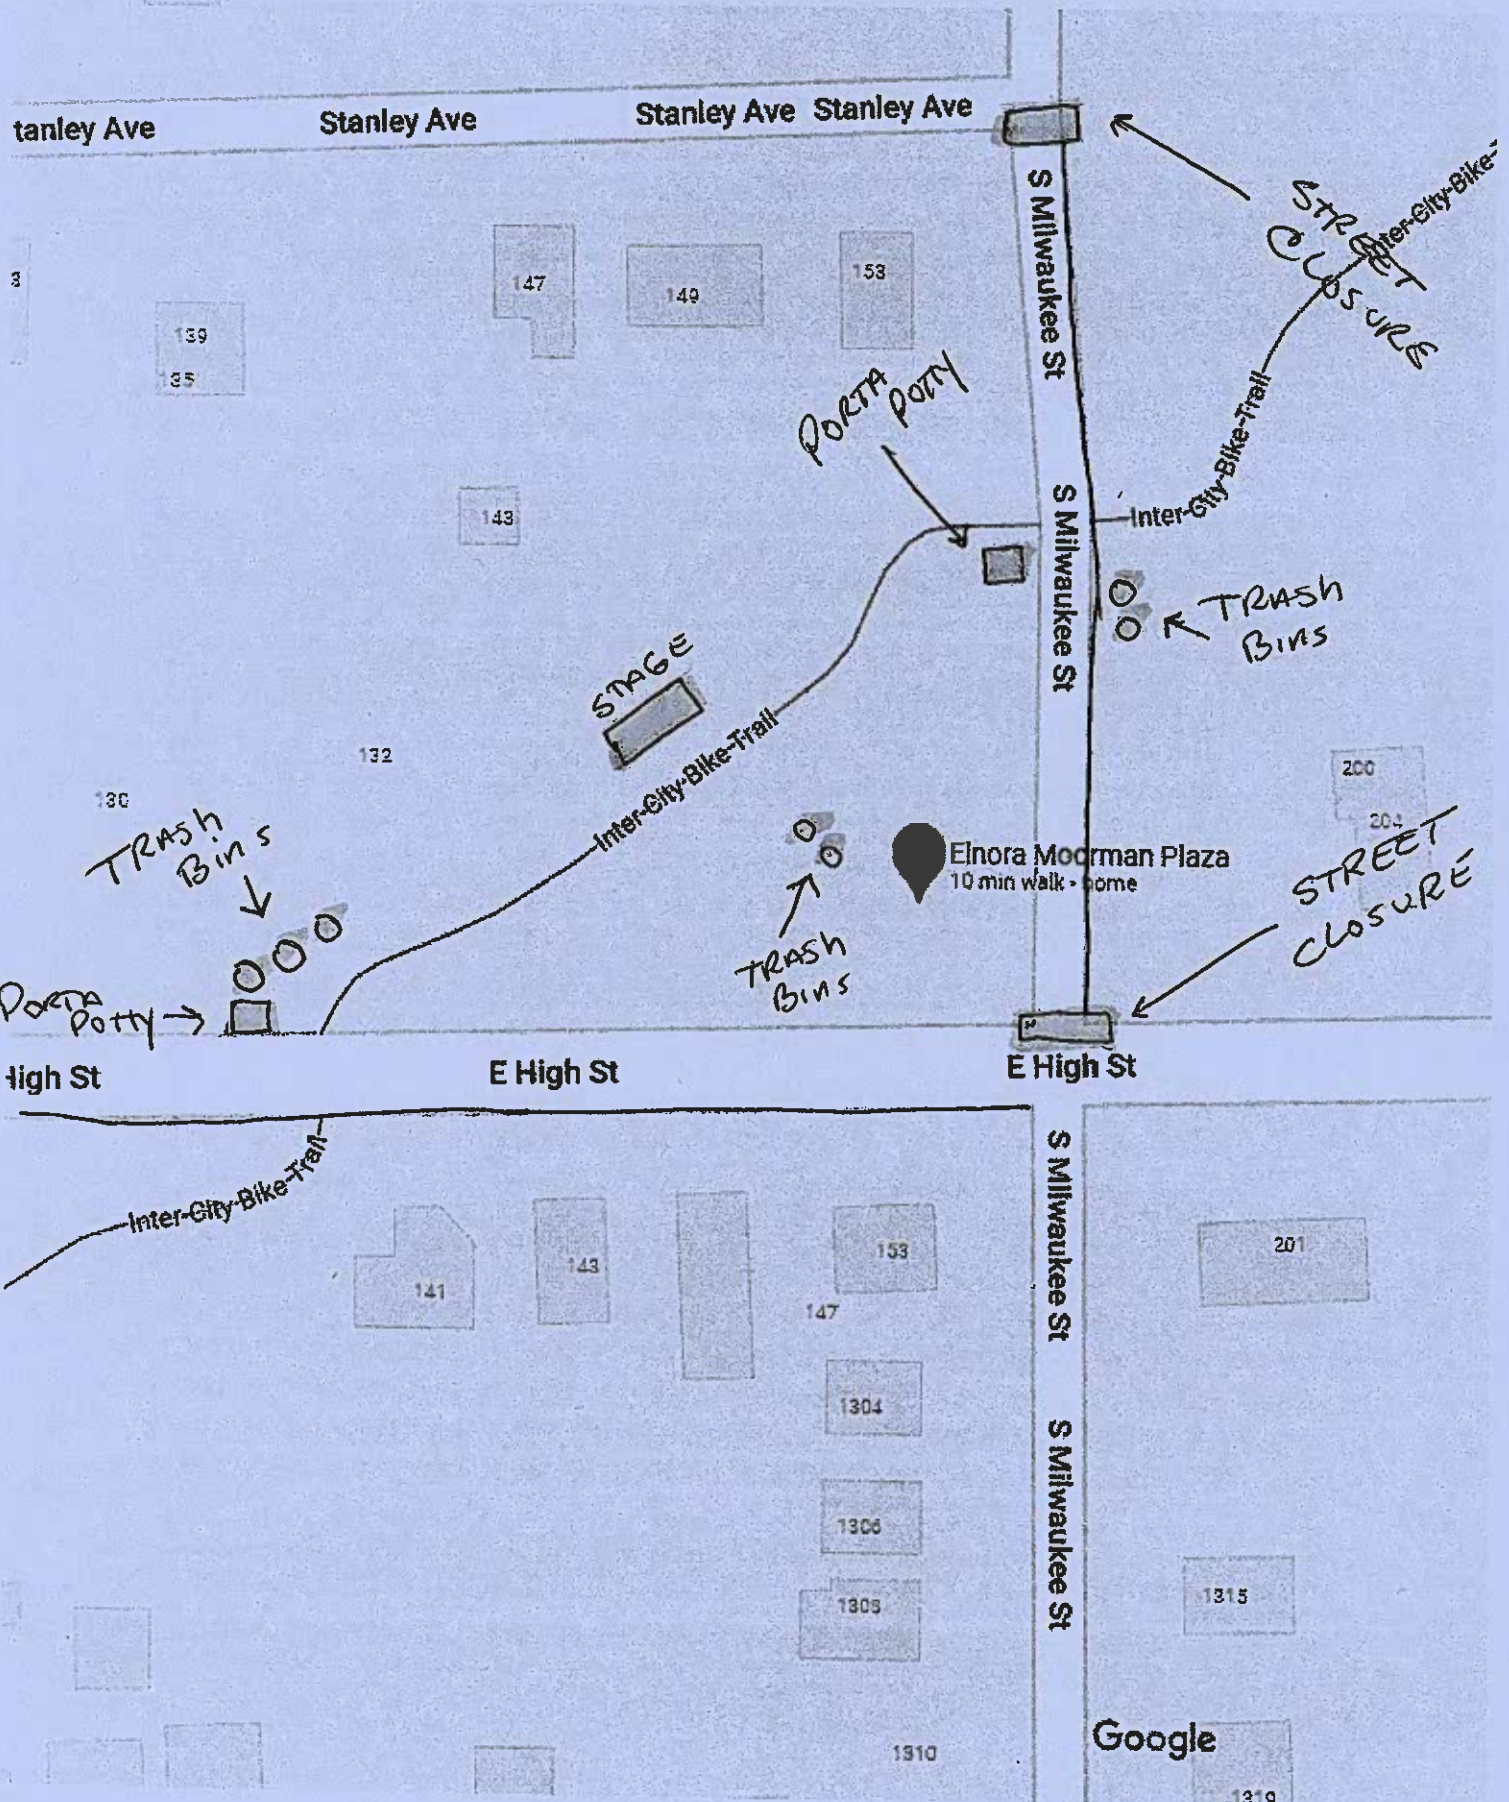 tanley Ave
Stanley Ave
Stanley Ave
Stanley Ave
S Milwaukee St
STREET
CLOSURE
Inter-City-Bike-
147
149
153
139
135
PORTA
POTTY
Inter-City-Bike-Trail
143
S Milwaukee St
TRASH
BINS
STAGE
Inter-City-Bike-Trail
132
130
200
204
TRASH
BINS
Elnora Moorman Plaza
10 min walk - home
STREET
CLOSURE
TRASH
BINS
PORTA
POTTY
High St
E High St
E High St
Inter-City-Bike-Trail
S Milwaukee St
141
143
153
147
201
1304
S Milwaukee St
1306
1308
1315
1310
Google
1319